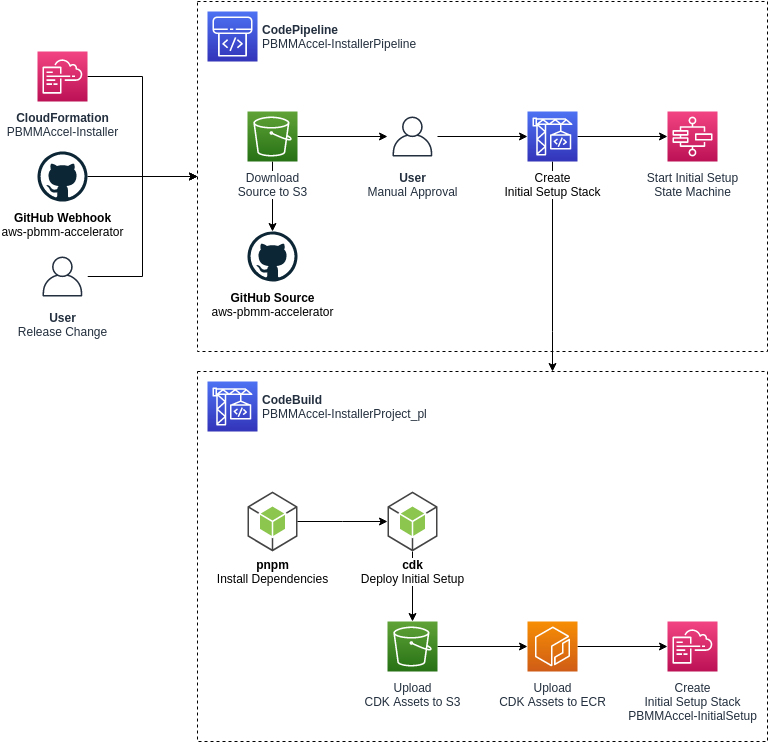 CodePipeline
PBMMAccel-InstallerPipeline
CloudFormation
PBMMAccel-Installer
GitHub Webhook
aws-pbmm-accelerator
User
Release Change
Download
Source to S3
User
Manual Approval
Create
Initial Setup Stack
Start Initial Setup
State Machine
GitHub Source
aws-pbmm-accelerator
CodeBuild
PBMMAccel-InstallerProject_pl
pnpm
Install Dependencies
cdk
Deploy Initial Setup
Upload
CDK Assets to S3
Upload
CDK Assets to ECR
Create
Initial Setup Stack
PBMMAccel-InitialSetup